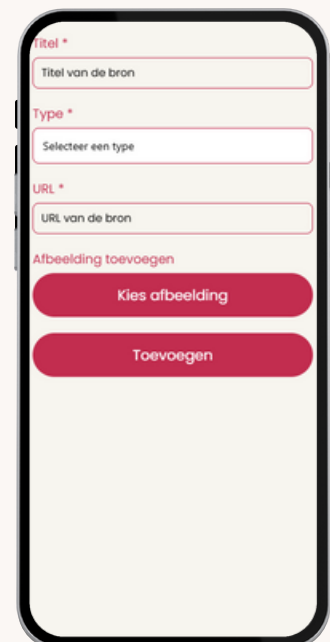 Titel *
Titel van de bron
Type *
Selecteer een type
URL *
URL van de bron
Afbeelding toevoegen
Kies afbeelding
Toevoegen